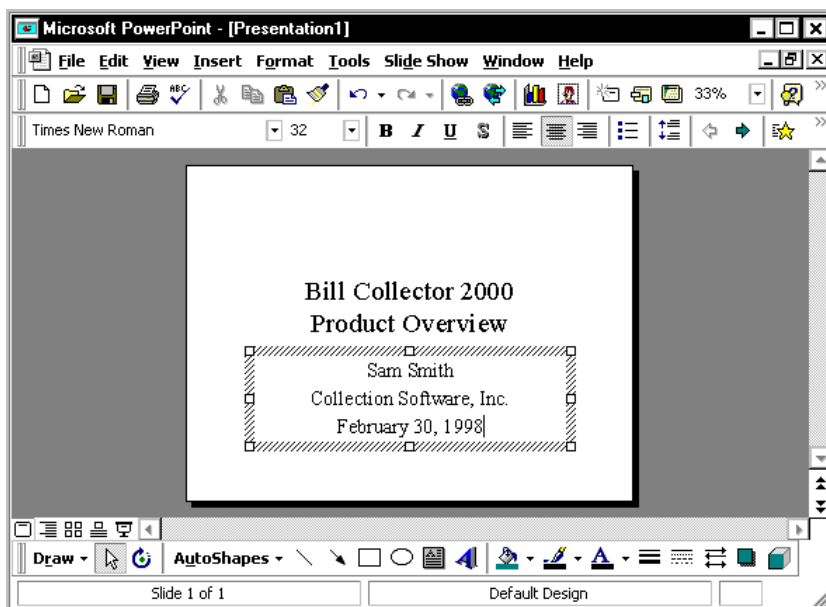 Microsoft PowerPoint - [Presentation1]
File Edit View Insert Format Tools Slide Show Window Help
ABC 33%
Times New Roman 32 B I U S
Bill Collector 2000
Product Overview
Sam Smith
Collection Software, Inc.
February 30, 1998
Draw AutoShapes A
Slide 1 of 1 Default Design